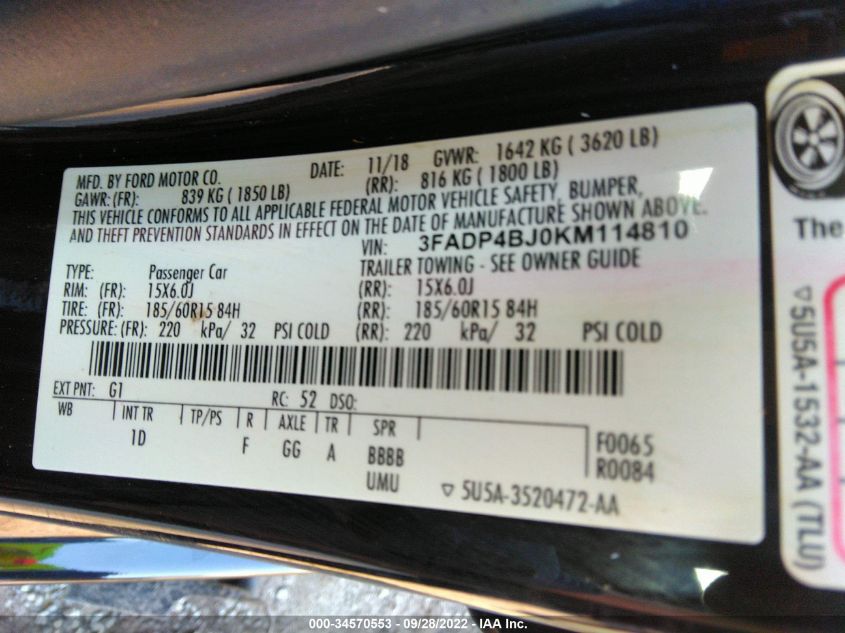 MFD. BY FORD MOTOR CO. DATE: 11/18 GVWR: 1642 KG ( 3620 LB)
GAWR: (FR): 839 KG ( 1850 LB) (RR): 816 KG ( 1800 LB)
THIS VEHICLE CONFORMS TO ALL APPLICABLE FEDERAL MOTOR VEHICLE SAFETY, BUMPER,
AND THEFT PREVENTION STANDARDS IN EFFECT ON THE DATE OF MANUFACTURE SHOWN ABOVE.
VIN: 3FADP4BJ0KM114810
TYPE: Passenger Car TRAILER TOWING - SEE OWNER GUIDE
RIM: (FR): 15X6.0J (RR): 15X6.0J
TIRE: (FR): 185/60R15 84H (RR): 185/60R15 84H
PRESSURE: (FR): 220 kPa/ 32 PSI COLD (RR): 220 kPa/ 32 PSI COLD
EXT PNT: G1 RC: 52 DSO:
WB INT TR TP/PS R AXLE TR SPR
1D F GG A BBBB
UMU
F0065
R0084
▽ 5U5A-3520472-AA
The
▽ 5U5A-1532-AA (TLU)
000-34570553 - 09/28/2022 - IAA Inc.